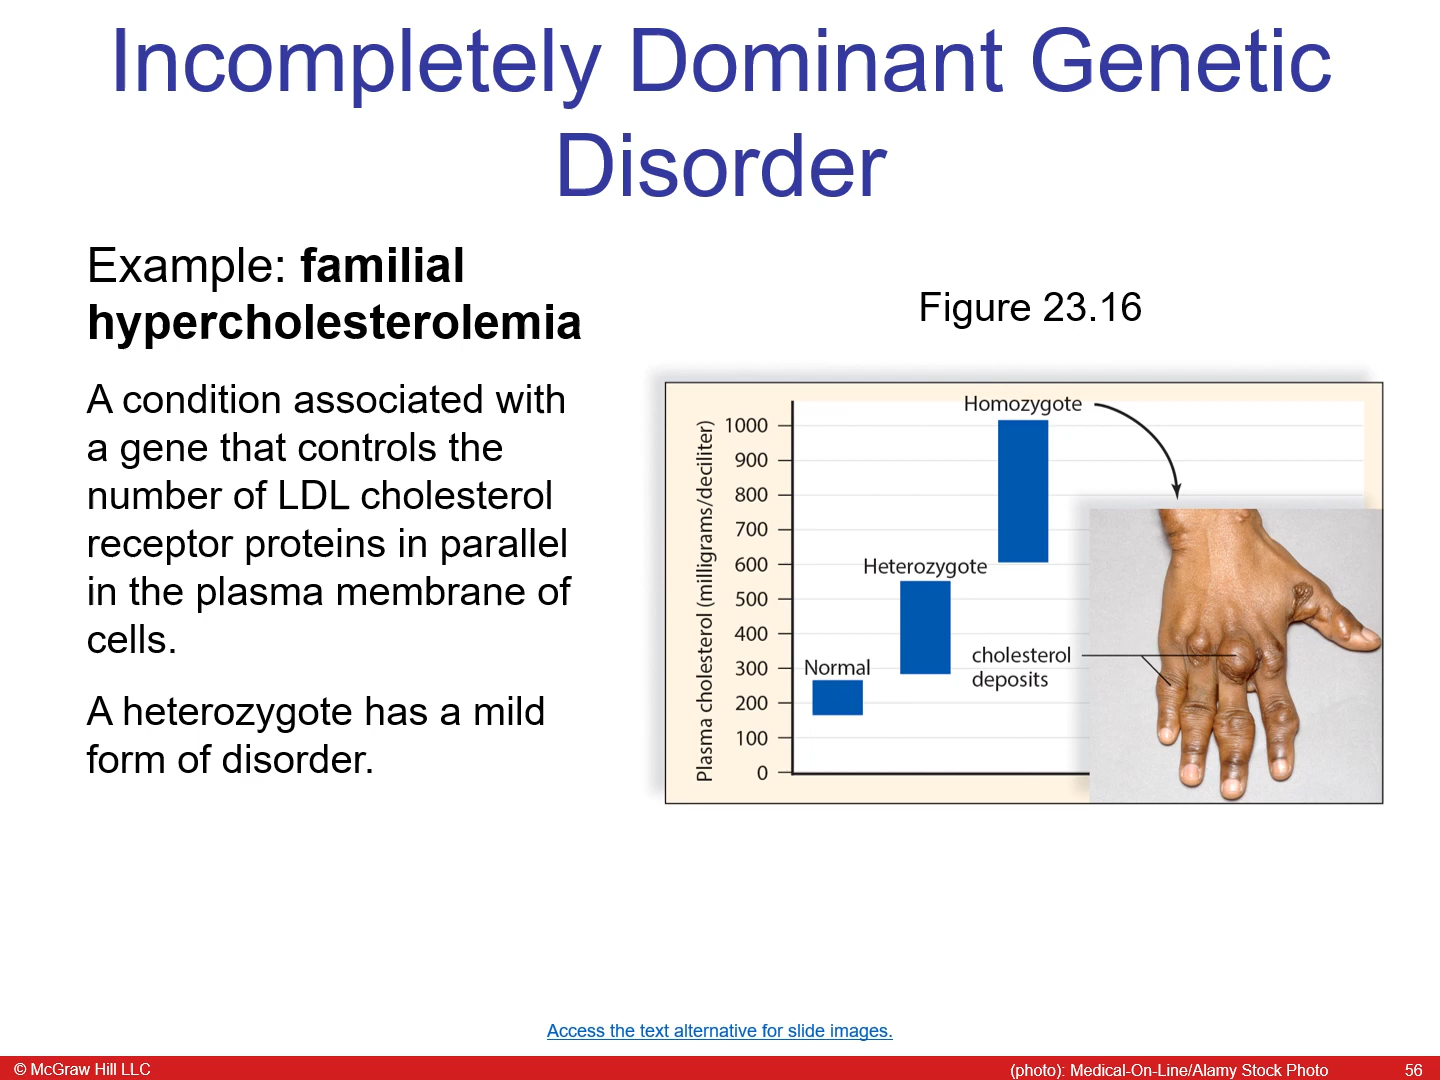 Incompletely Dominant Genetic
Disorder
Example: familial
hypercholesterolemia
A condition associated with
a gene that controls the
number of LDL cholesterol
receptor proteins in parallel
in the plasma membrane of
cells.
A heterozygote has a mild
form of disorder.
Figure 23.16
Plasma cholesterol (milligrams/deciliter)
1000
900
800
700
600
500
400
300
200
100
0
Homozygote
Heterozygote
Normal
cholesterol
deposits
Access the text alternative for slide images.
© McGraw Hill LLC
(photo): Medical-On-Line/Alamy Stock Photo
56